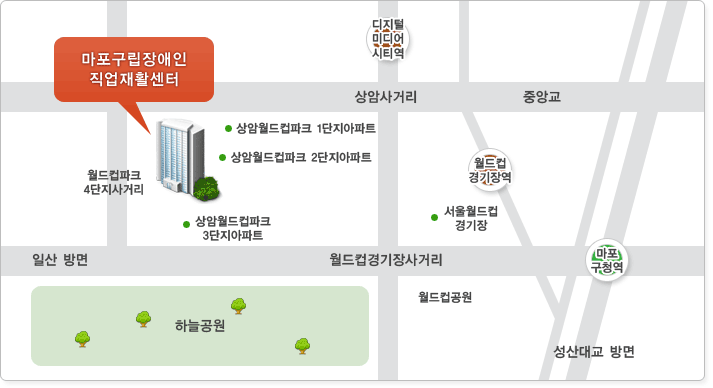 디지털
미디어
시티역
마포구립장애인
직업재활센터
상암사거리
중앙교
상암월드컵파크 1단지아파트
상암월드컵파크 2단지아파트
월드컵파크
4단지사거리
월드컵
경기장역
상암월드컵파크
3단지아파트
서울월드컵
경기장
일산 방면
월드컵경기장사거리
마포
구청역
월드컵공원
하늘공원
성산대교 방면